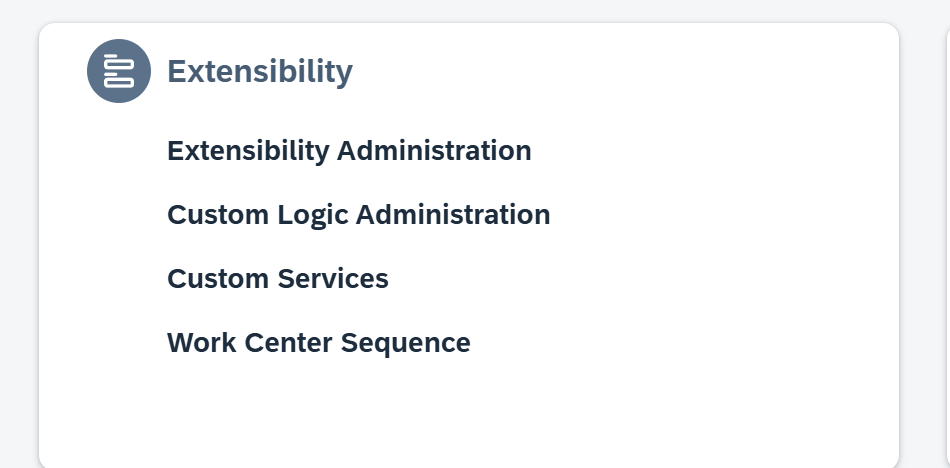 Extensibility
Extensibility Administration
Custom Logic Administration
Custom Services
Work Center Sequence